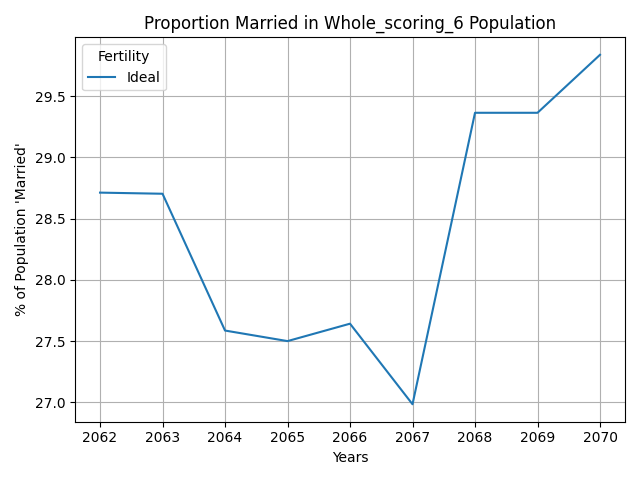 Proportion Married in Whole_scoring_6 Population
Fertility
Ideal
% of Population 'Married'
29.5
29.0
28.5
28.0
27.5
27.0
2062 2063 2064 2065 2066 2067 2068 2069 2070
Years